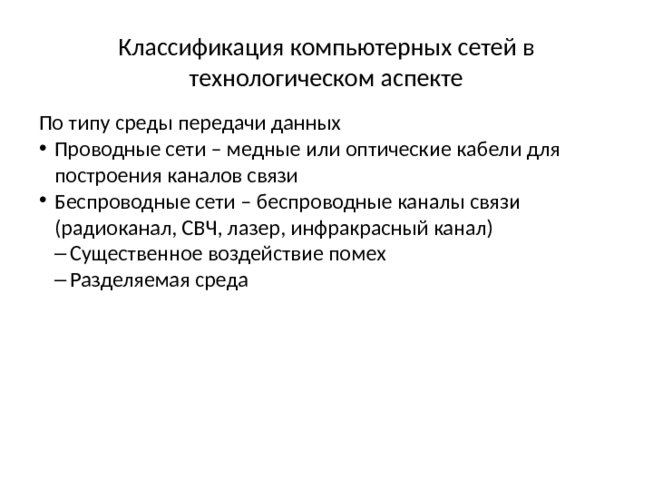 Классификация компьютерных сетей в
технологическом аспекте
По типу среды передачи данных
• Проводные сети – медные или оптические кабели для
построения каналов связи
• Беспроводные сети – беспроводные каналы связи
(радиоканал, СВЧ, лазер, инфракрасный канал)
– Существенное воздействие помех
– Разделяемая среда